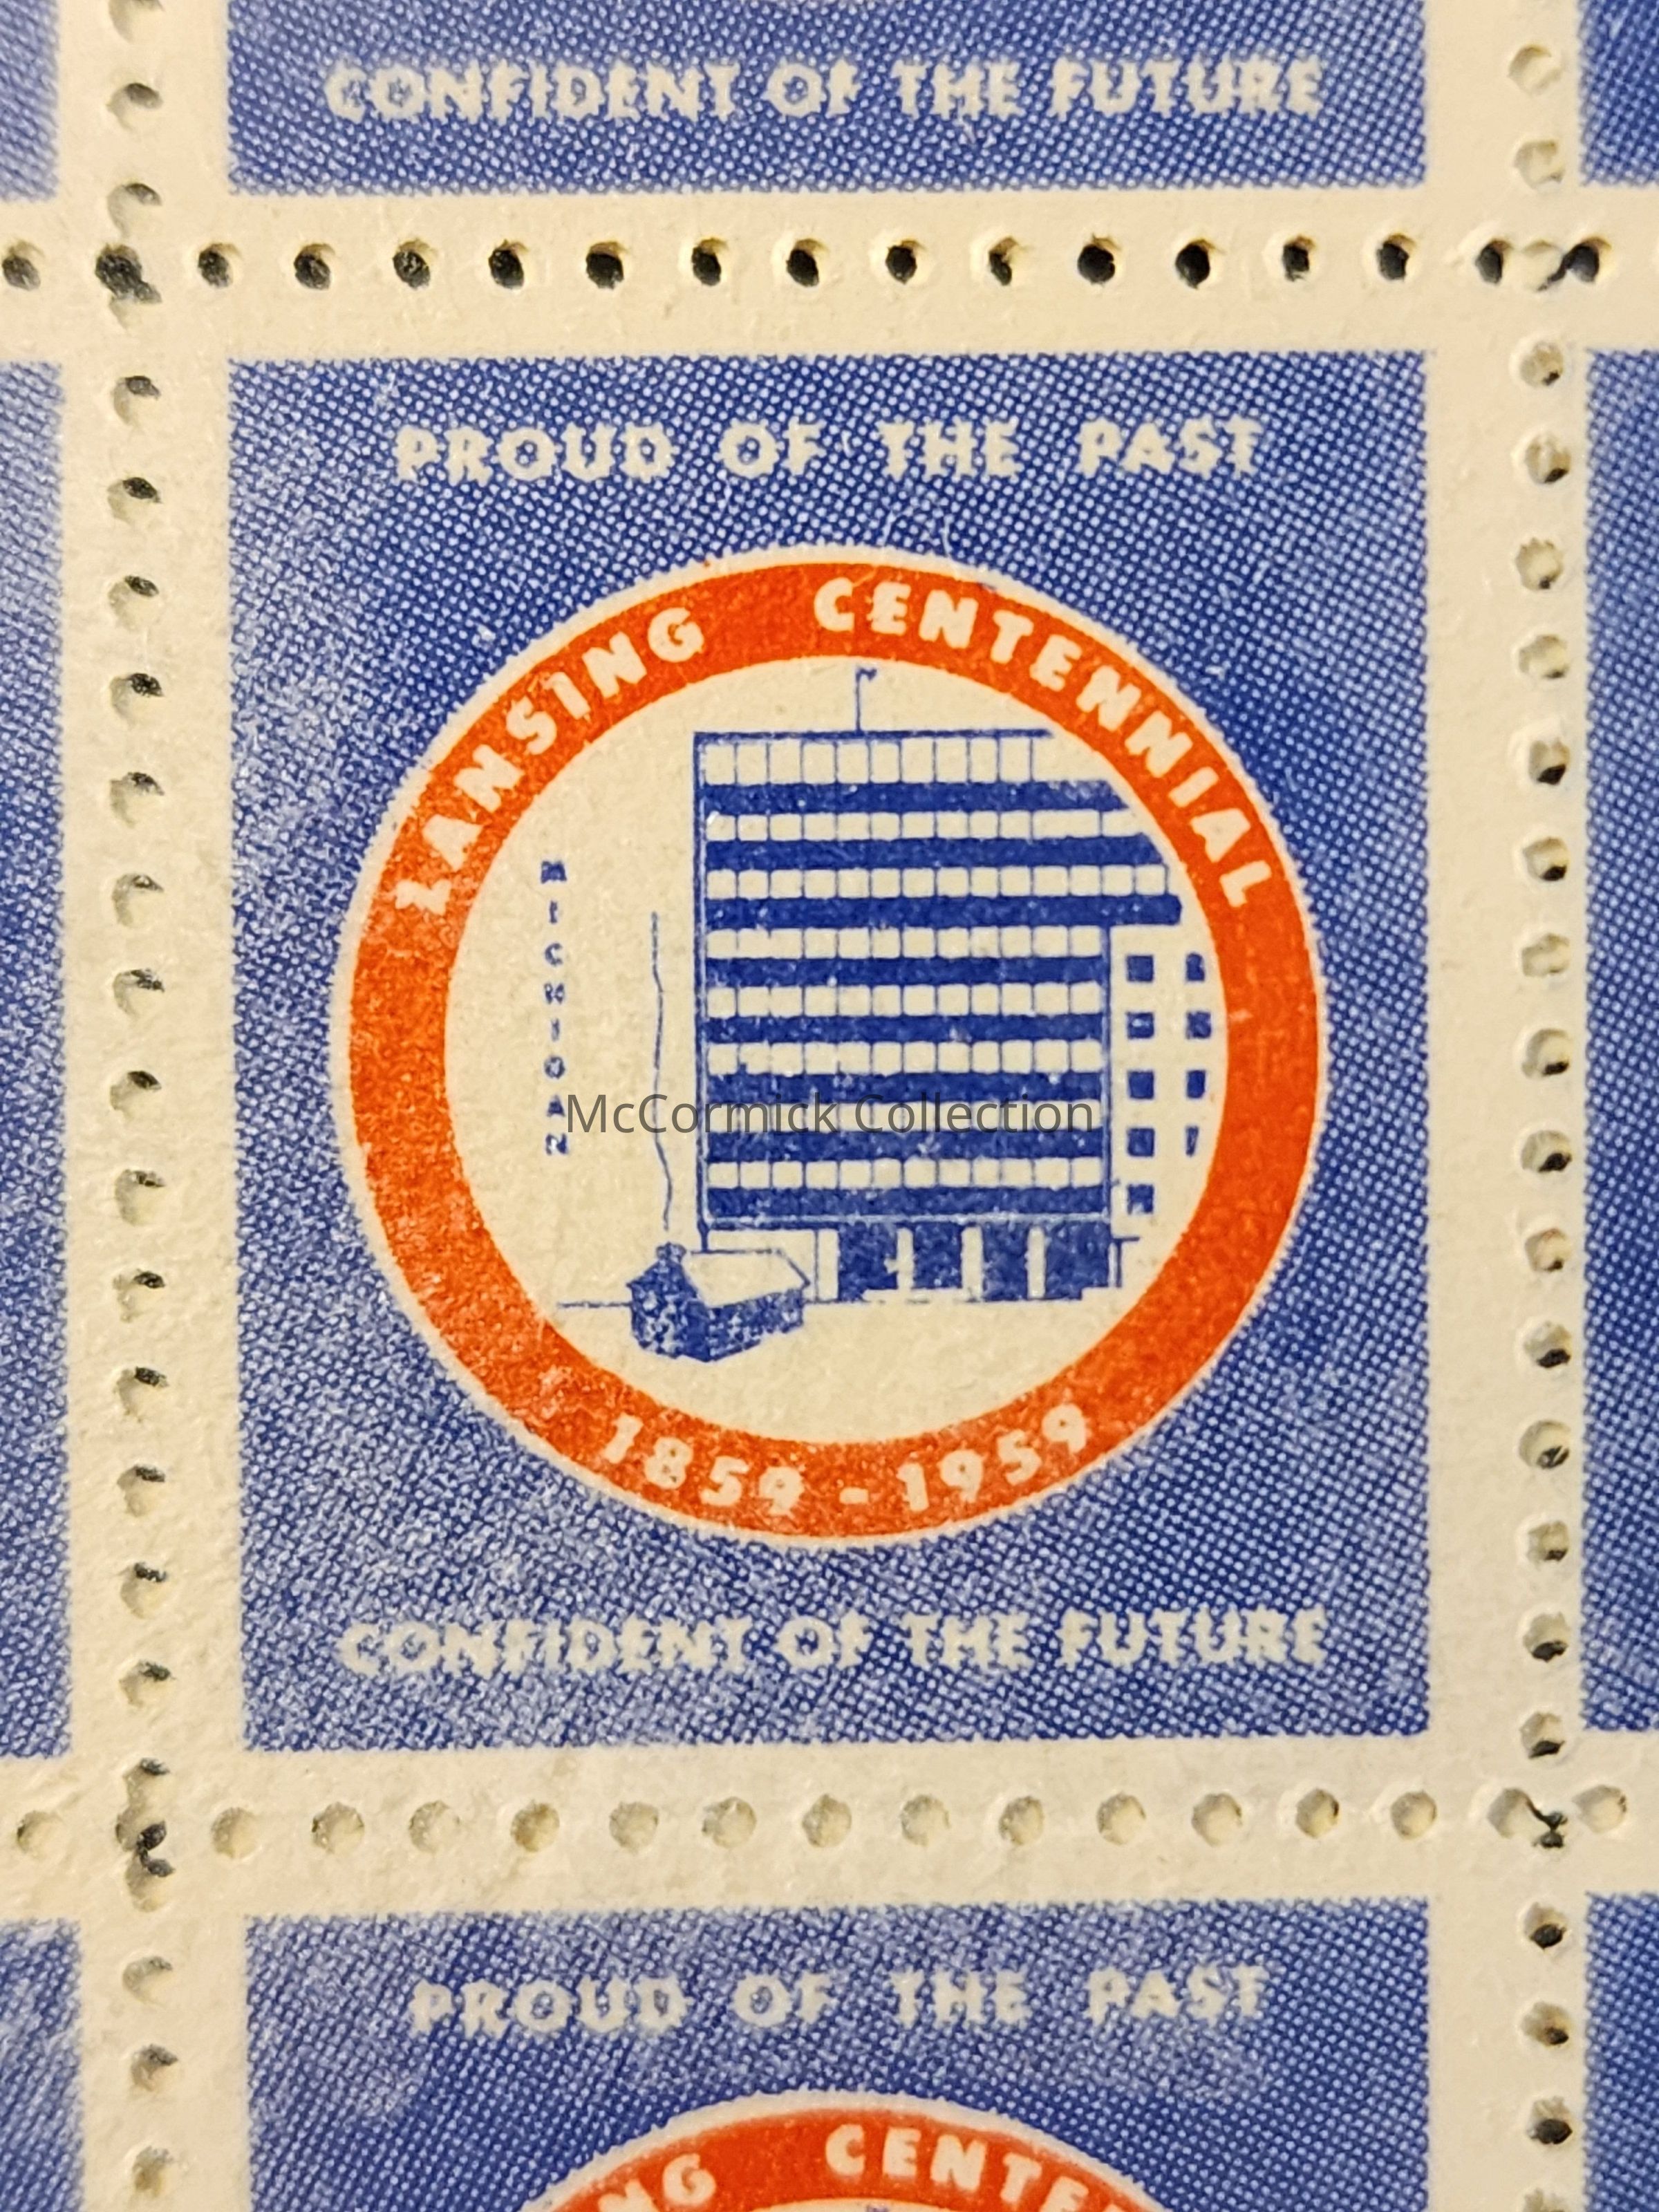 CONFIDENT OF THE FUTURE
PROUD OF THE PAST
LANSING CENTENNIAL
MICHIGAN
McCormick Collection
1859 - 1959
CONFIDENT OF THE FUTURE
PROUD OF THE PAST
NG CENTE